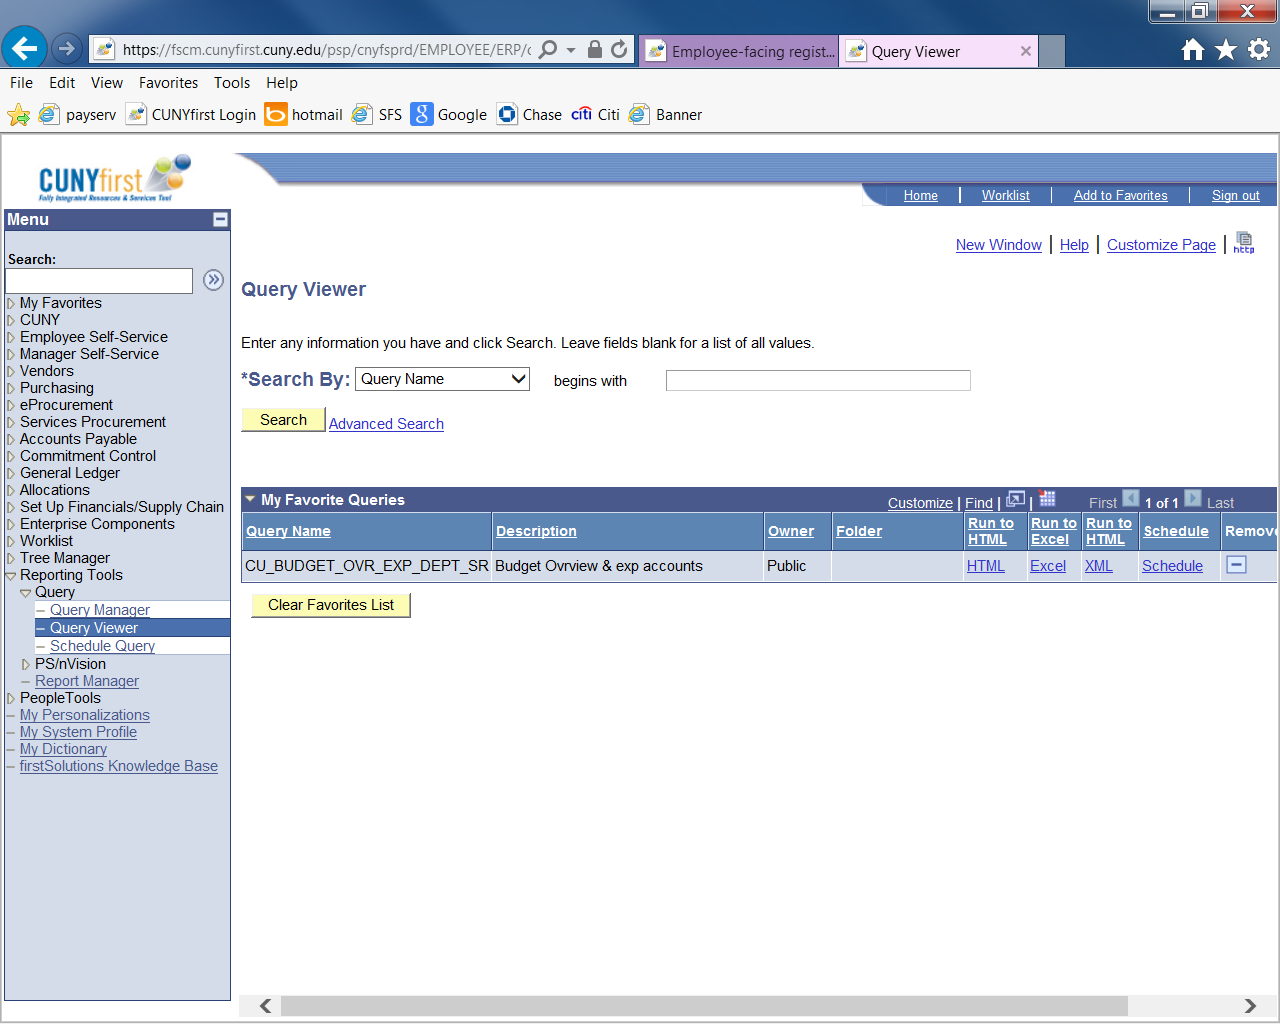 https://fscm.cunyfirst.cuny.edu/psp/cnyfsprd/EMPLOYEE/ERP/c
Employee-facing regist...
Query Viewer
File Edit View Favorites Tools Help
payserv CUNYfirst Login hotmail SFS Google Chase citi Citi Banner
CUNYfirst
Fully Integrated Resources & Services Tool
Home Worklist Add to Favorites Sign out
Menu
New Window | Help | Customize Page | http
Search:
My Favorites
CUNY
Employee Self-Service
Manager Self-Service
Vendors
Purchasing
eProcurement
Services Procurement
Accounts Payable
Commitment Control
General Ledger
Allocations
Set Up Financials/Supply Chain
Enterprise Components
Worklist
Tree Manager
Reporting Tools
Query
Query Manager
Query Viewer
Schedule Query
PS/nVision
Report Manager
PeopleTools
My Personalizations
My System Profile
My Dictionary
firstSolutions Knowledge Base
Query Viewer
Enter any information you have and click Search. Leave fields blank for a list of all values.
*Search By: Query Name begins with
Search Advanced Search
My Favorite Queries Customize | Find | | First 1 of 1 Last
Query Name Description Owner Folder Run to HTML Run to Excel Run to HTML Schedule Remove
CU_BUDGET_OVR_EXP_DEPT_SR Budget Ovrview & exp accounts Public HTML Excel XML Schedule
Clear Favorites List